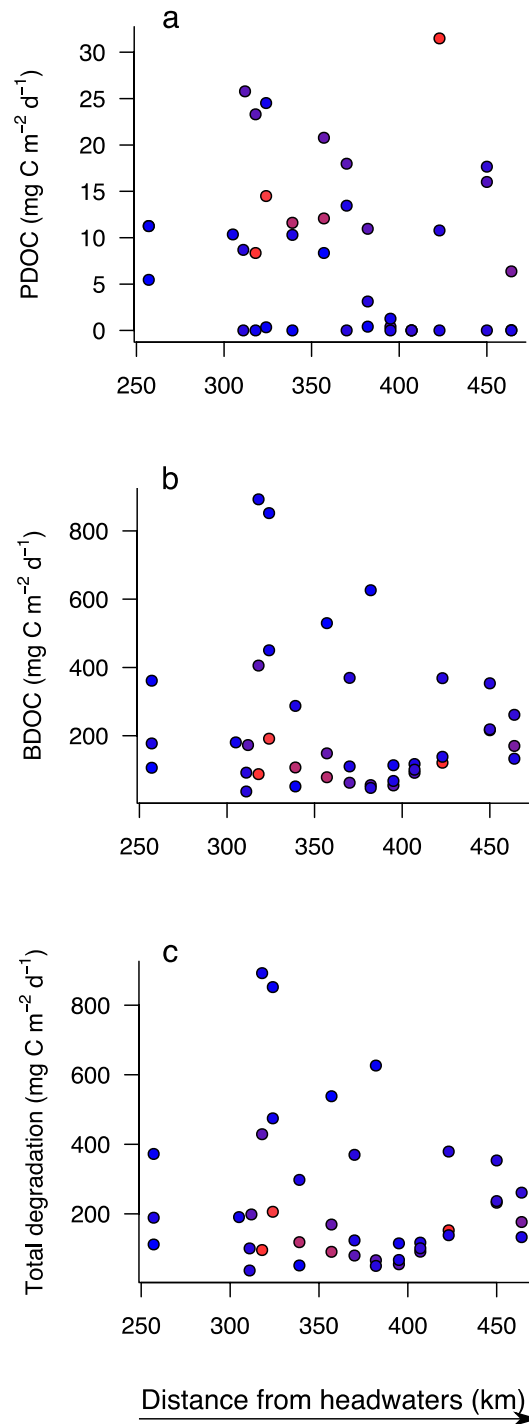 a
PDOC (mg C m⁻² d⁻¹)
30
25
20
15
10
5
0
250 300 350 400 450
b
BDOC (mg C m⁻² d⁻¹)
800
600
400
200
250 300 350 400 450
c
Total degradation (mg C m⁻² d⁻¹)
800
600
400
200
250 300 350 400 450
Distance from headwaters (km)